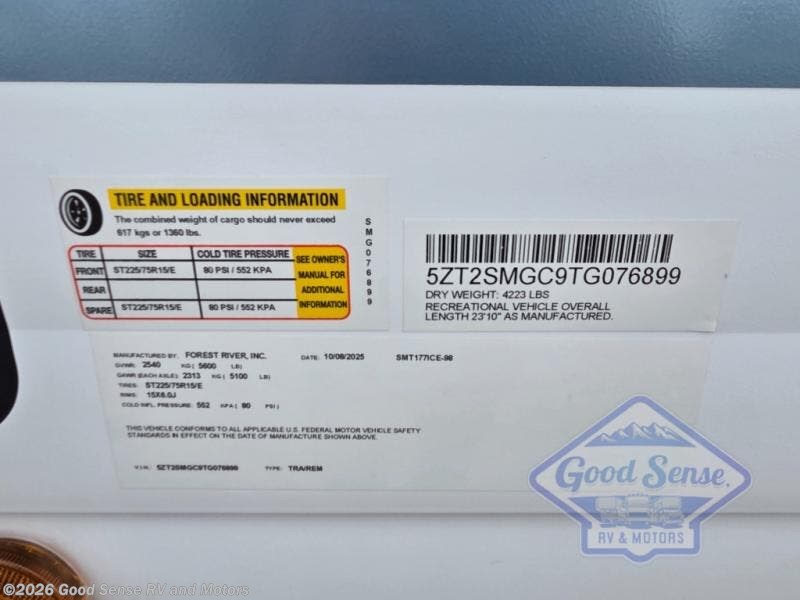 TIRE AND LOADING INFORMATION
The combined weight of cargo should never exceed
617 kgs or 1360 lbs.
TIRE SIZE COLD TIRE PRESSURE
FRONT ST225/75R15/E 80 PSI / 552 KPA
REAR
SPARE ST225/75R15/E 80 PSI / 552 KPA
SEE OWNER'S
MANUAL FOR
ADDITIONAL
INFORMATION
SMG076899
5ZT2SMGC9TG076899
DRY WEIGHT: 4223 LBS
RECREATIONAL VEHICLE OVERALL
LENGTH 23'10" AS MANUFACTURED.
MANUFACTURED BY: FOREST RIVER, INC. DATE: 10/08/2025 SMT177ICE-98
GVWR: 2540 KG ( 5600 LB)
GAWR (EACH AXLE): 2313 KG ( 5100 LB)
TIRES: ST225/75R15/E
RIMS: 15X6.0J
COLD INFL. PRESSURE: 552 KPA ( 80 PSI )
THIS VEHICLE CONFORMS TO ALL APPLICABLE U.S. FEDERAL MOTOR VEHICLE SAFETY
STANDARDS IN EFFECT ON THE DATE OF MANUFACTURE SHOWN ABOVE.
V.I.N. 5ZT2SMGC9TG076899 TYPE: TRA/REM
Good Sense
RV & MOTORS
©2026 Good Sense RV and Motors